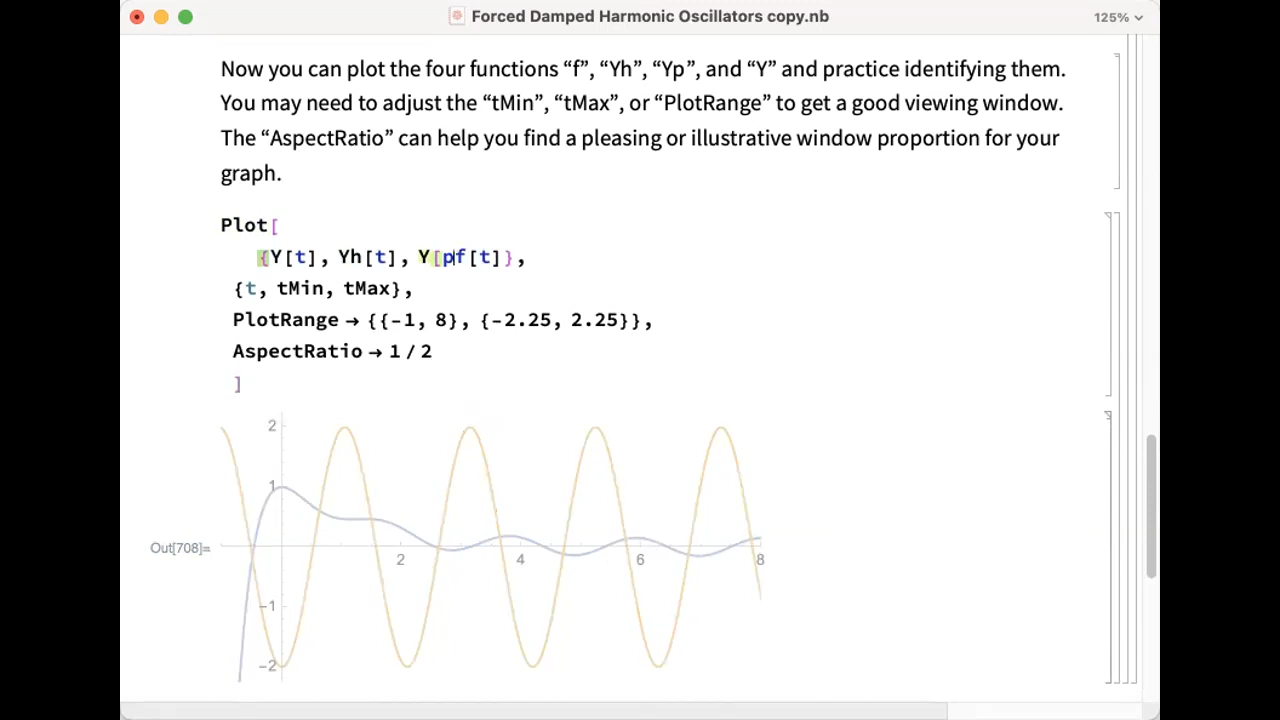 Forced Damped Harmonic Oscillators copy.nb
125%
Now you can plot the four functions “f”, “Yh”, “Yp”, and “Y” and practice identifying them.
You may need to adjust the “tMin”, “tMax”, or “PlotRange” to get a good viewing window.
The “AspectRatio” can help you find a pleasing or illustrative window proportion for your
graph.
Plot[
{Y[t], Yh[t], Y[pf[t]},
{t, tMin, tMax},
PlotRange → {{-1, 8}, {-2.25, 2.25}},
AspectRatio → 1 / 2
]
2
1
Out[708]=
2 4 6 8
-1
-2